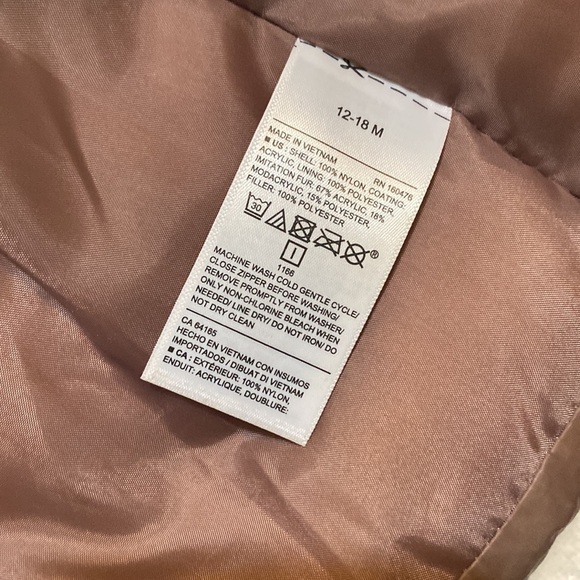 12-18 M
MADE IN VIETNAM RN 160476
■ US : SHELL: 100% NYLON, COATING:
ACRYLIC, LINING: 100% POLYESTER,
IMITATION FUR: 67% ACRYLIC, 18%
MODACRYLIC, 15% POLYESTER,
FILLER: 100% POLYESTER
30 ®
I
1166
MACHINE WASH COLD GENTLE CYCLE/
CLOSE ZIPPER BEFORE WASHING/
REMOVE PROMPTLY FROM WASHER/
ONLY NON-CHLORINE BLEACH WHEN
NEEDED/ LINE DRY/ DO NOT IRON/ DO
NOT DRY CLEAN
CA 64165
HECHO EN VIETNAM CON INSUMOS
IMPORTADOS / DIBUAT DI VIETNAM
■ CA : EXTÉRIEUR: 100% NYLON,
ENDUIT: ACRYLIQUE, DOUBLURE: